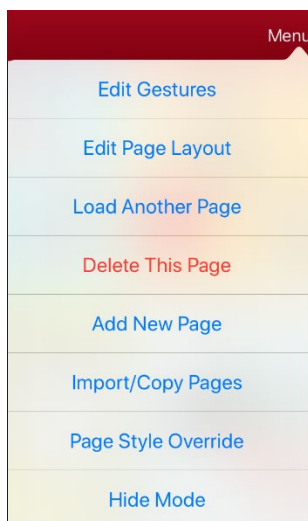 Menu
Edit Gestures
Edit Page Layout
Load Another Page
Delete This Page
Add New Page
Import/Copy Pages
Page Style Override
Hide Mode